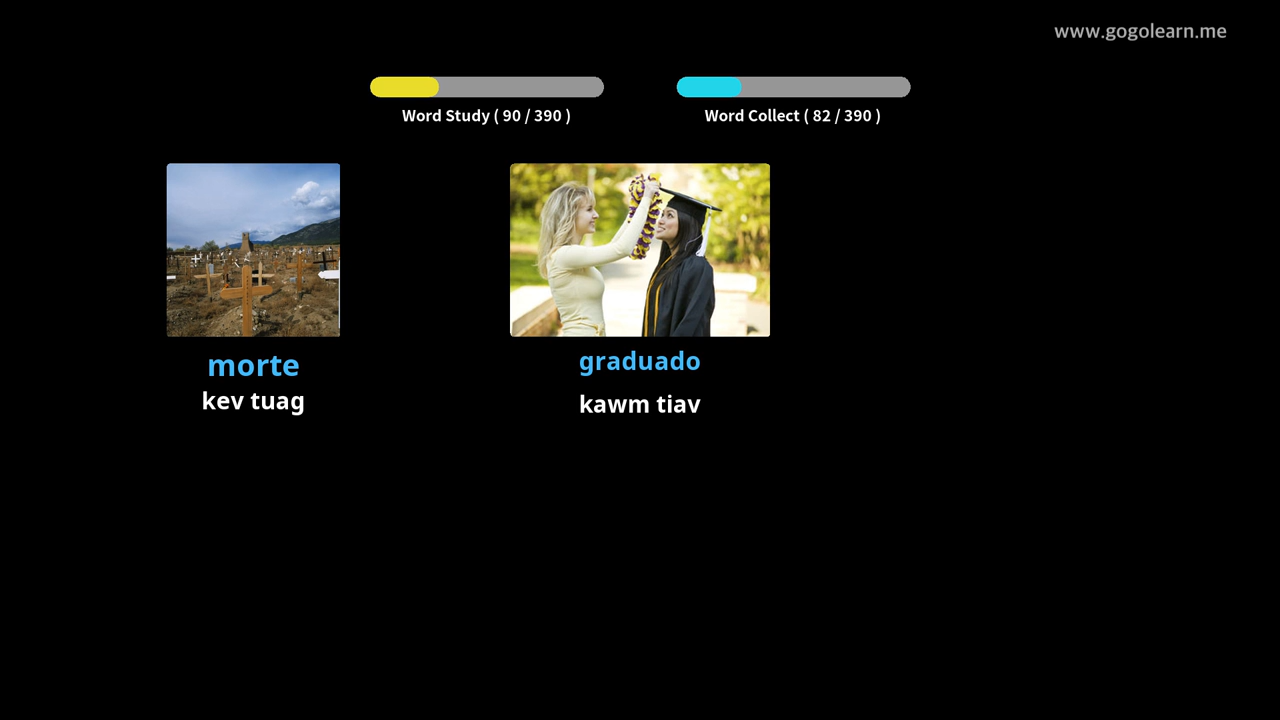 www.gogolearn.me
Word Study ( 90 / 390 )
Word Collect ( 82 / 390 )
morte
kev tuag
graduado
kawm tiav